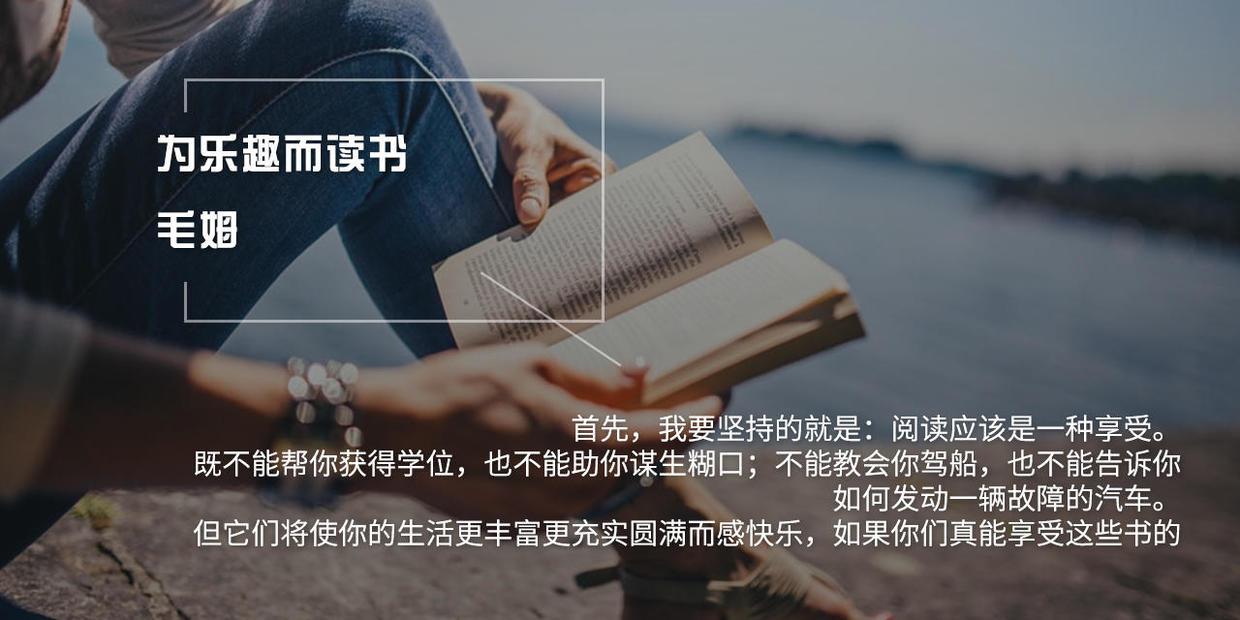 为乐趣而读书
毛姆
首先，我要坚持的就是：阅读应该是一种享受。
既不能帮你获得学位，也不能助你谋生糊口；不能教会你驾船，也不能告诉你
如何发动一辆故障的汽车。
但它们将使你的生活更丰富更充实圆满而感快乐，如果你们真能享受这些书的